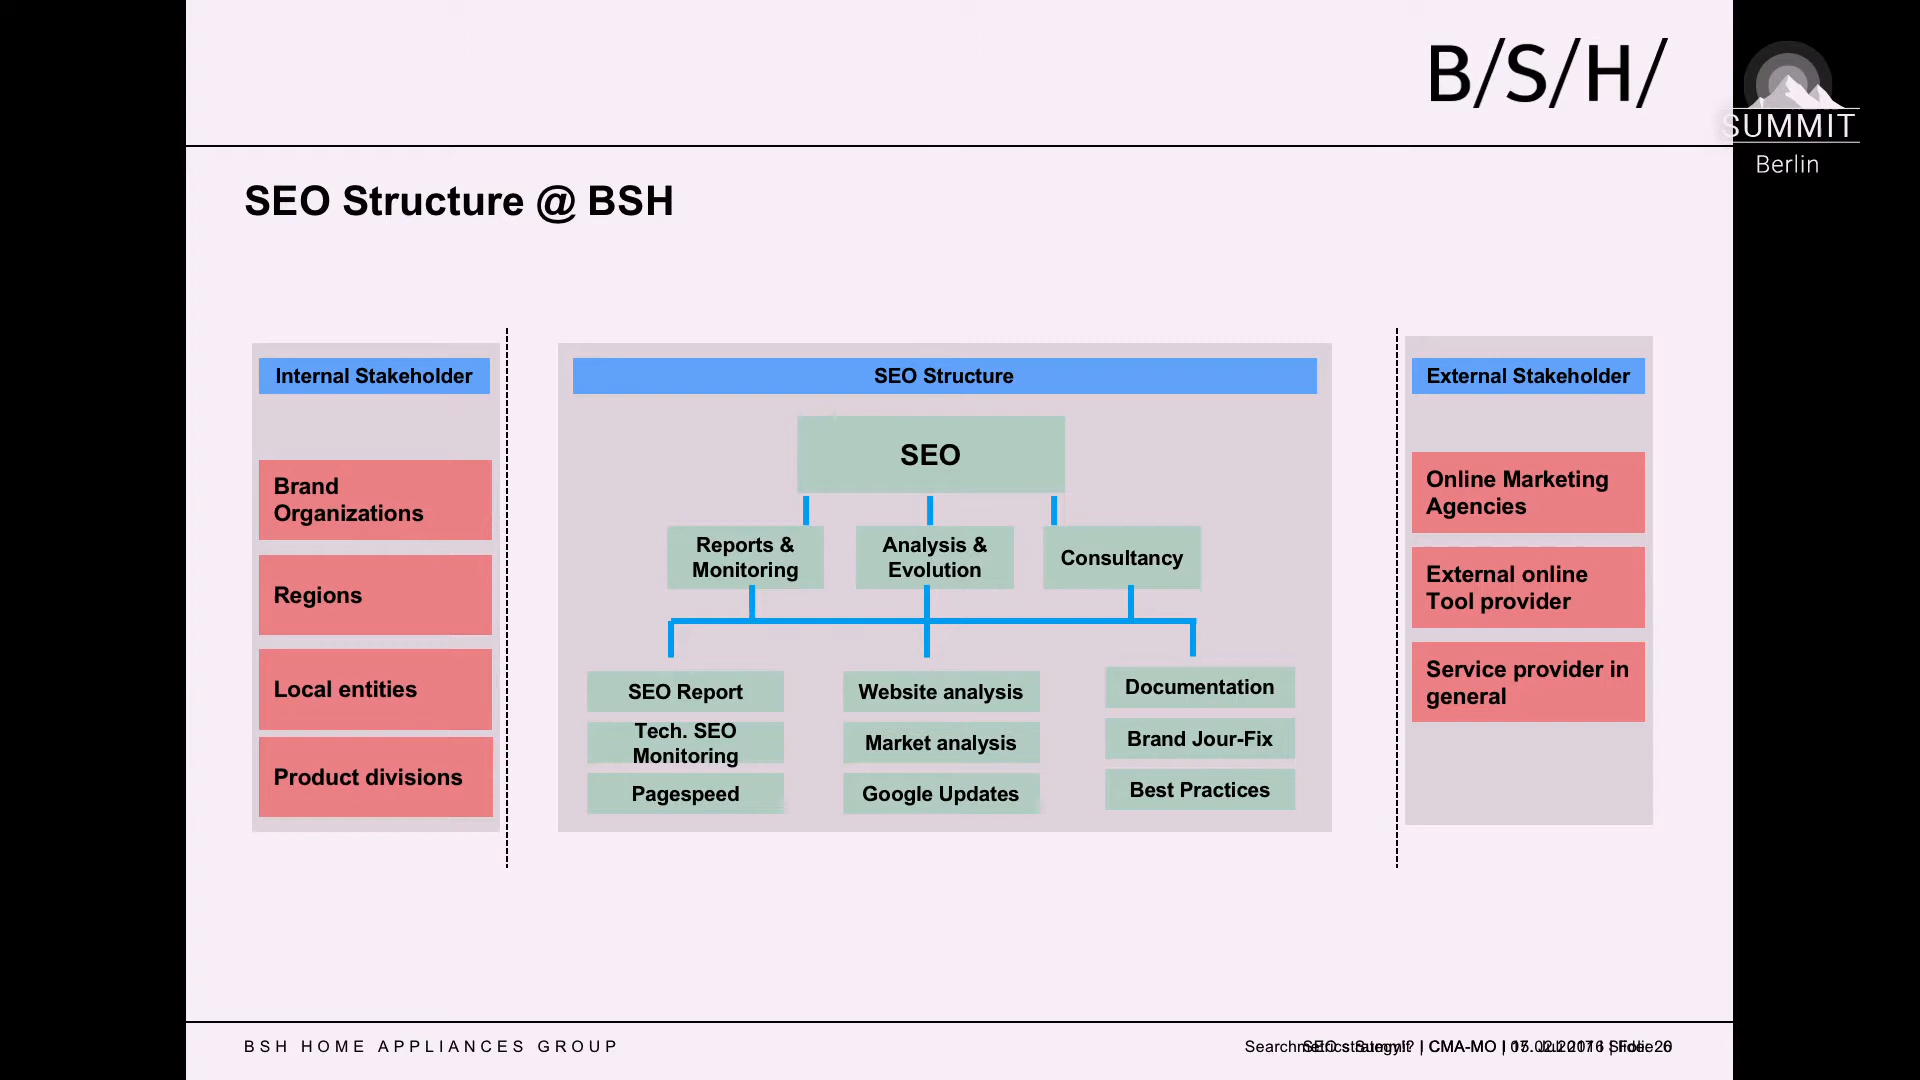 B/S/H/
SUMMIT
Berlin
SEO Structure @ BSH
Internal Stakeholder
Brand
Organizations
Regions
Local entities
Product divisions
SEO Structure
SEO
Reports &
Monitoring
Analysis &
Evolution
Consultancy
SEO Report
Tech. SEO
Monitoring
Pagespeed
Website analysis
Market analysis
Google Updates
Documentation
Brand Jour-Fix
Best Practices
External Stakeholder
Online Marketing
Agencies
External online
Tool provider
Service provider in
general
BSH HOME APPLIANCES GROUP
| CMA-MO |